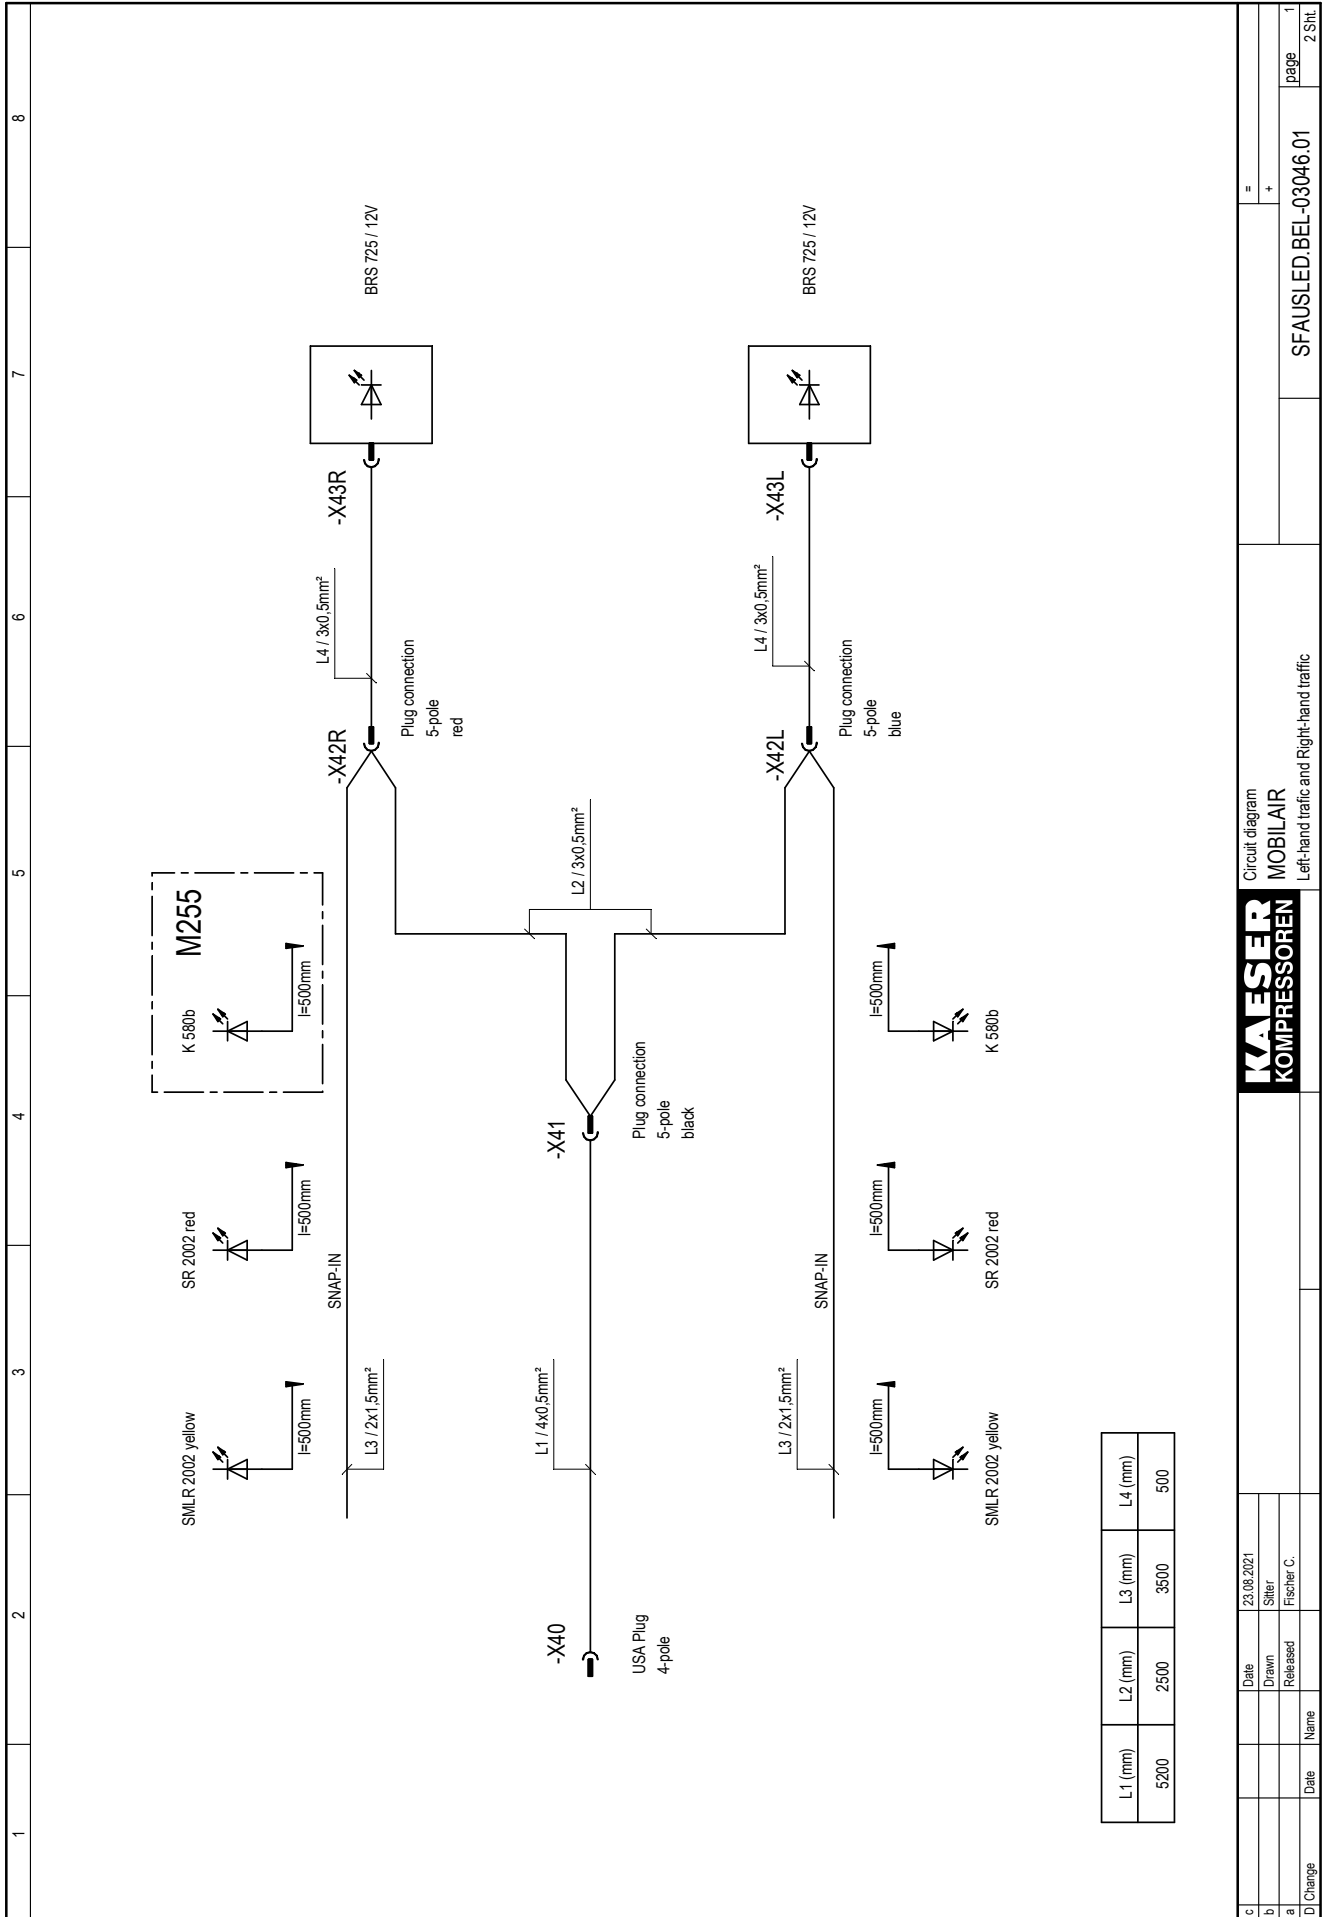 1
2
3
4
5
6
7
8
M255
SMLR 2002 yellow
SR 2002 red
K 580b
l=500mm
l=500mm
l=500mm
SNAP-IN
L3 / 2x1,5mm²
-X42R
Plug connection
5-pole
red
L4 / 3x0,5mm²
-X43R
BRS 725 / 12V
-X40
USA Plug
4-pole
L1 / 4x0,5mm²
-X41
Plug connection
5-pole
black
L2 / 3x0,5mm²
SNAP-IN
L3 / 2x1,5mm²
-X42L
Plug connection
5-pole
blue
L4 / 3x0,5mm²
-X43L
BRS 725 / 12V
l=500mm
l=500mm
l=500mm
SMLR 2002 yellow
SR 2002 red
K 580b
L1 (mm) L2 (mm) L3 (mm) L4 (mm)
5200 2500 3500 500
c
b
a
D Change Date Name
Date 23.08.2021
Drawn Sitter
Released Fischer C.
KAESER
KOMPRESSOREN
Circuit diagram
MOBILAIR
Left-hand trafic and Right-hand traffic
=
+
SFAUSLED.BEL-03046.01
page 1
2 Sht.